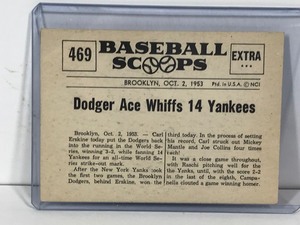 469
BASEBALL
SCOOPS
EXTRA
...
BROOKLYN, OCT. 2, 1953
Ptd. in U.S.A. © NCI
Dodger Ace Whiffs 14 Yankees
Brooklyn, Oct. 2, 1953. — Carl
Erskine today put the Dodgers back
into the running in the World Se-
ries, winning 3-2, while fanning 14
Yankees for an all-time World Se-
ries strike-out mark.
After the New York Yanks took
the first two games, the Brooklyn
Dodgers, behind Erskine, won the
third today. In the process of setting
his record, Carl struck out Mickey
Mantle and Joe Collins four times
each!
It was a close game throughout,
with Raschi pitching well for
the Yanks, until, with the score 2-2
in the last of the eighth, Campa-
nella clouted a game winning homer.